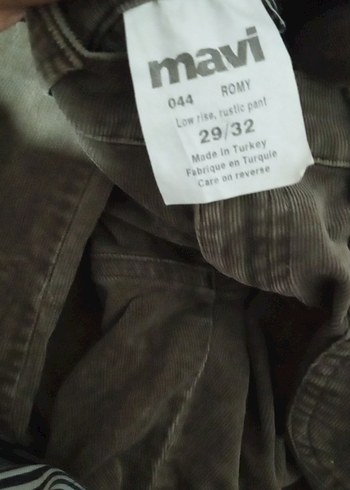 mavi
044 ROMY
Low rise, rustic pant
29/32
Made in Turkey
Fabrique en Turquie
Care on reverse